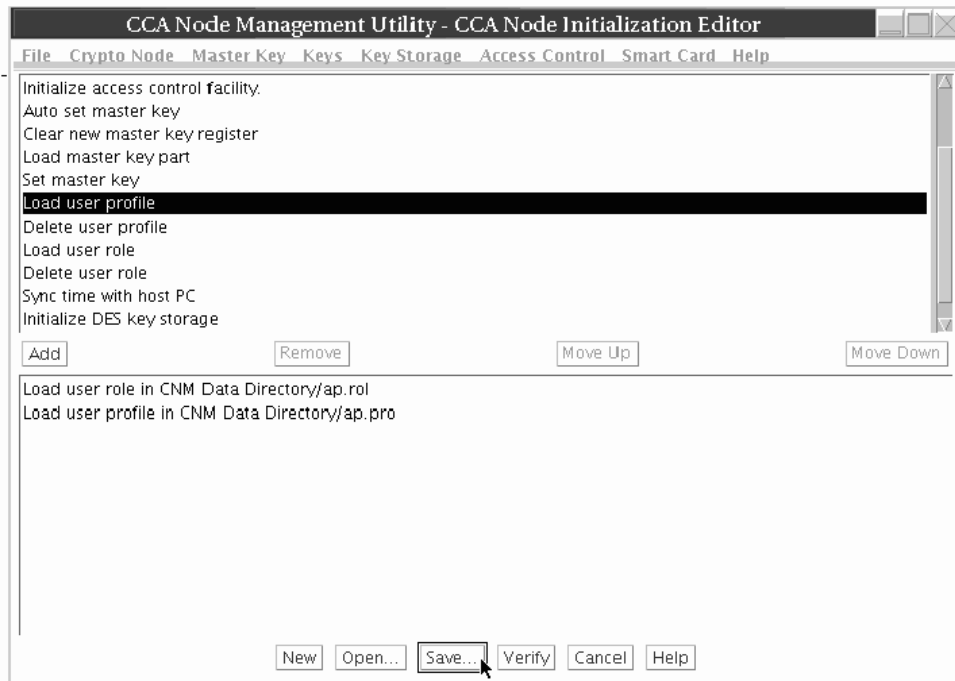 CCA Node Management Utility - CCA Node Initialization Editor
File Crypto Node Master Key Keys Key Storage Access Control Smart Card Help
Initialize access control facility.
Auto set master key
Clear new master key register
Load master key part
Set master key
Load user profile
Delete user profile
Load user role
Delete user role
Sync time with host PC
Initialize DES key storage
Add Remove Move Up Move Down
Load user role in CNM Data Directory/ap.rol
Load user profile in CNM Data Directory/ap.pro
New Open... Save... Verify Cancel Help